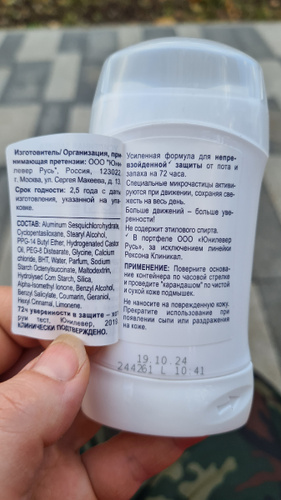 Изготовитель/ Организация, при-
нимающая претензии: ООО "Юни-
левер Русь", Россия, 123022,
г. Москва, ул. Сергея Макеева, д. 13.
Срок годности: 2,5 года с даты
изготовления, указанной на упа-
ковке.
СОСТАВ: Aluminum Sesquichlorohydrate,
Cyclopentasiloxane, Stearyl Alcohol,
PPG-14 Butyl Ether, Hydrogenated Castor
Oil, PEG-8 Distearate, Glycine, Calcium
chloride, BHT, Water, Parfum, Sodium
Starch Octenylsuccinate, Maltodextrin,
Hydrolysed Corn Starch, Silica,
Alpha-Isomethyl Ionone, Benzyl Alcohol,
Benzyl Salicylate, Coumarin, Geraniol,
Hexyl Cinnamal, Limonene.
72ч уверенности в защите –
рум тест, Юнилевер, 2019
КЛИНИЧЕСКИ ПОДТВЕРЖДЕНО.
Усиленная формула для непре-
взойденной* защиты от пота и
запаха на 72 часа.
Специальные микрочастицы активи-
руются при движении, сохраняя све-
жесть на весь день.
Больше движений – больше уве-
ренности!
Не содержит этилового спирта.
* В портфеле ООО «ЮНИЛЕВЕР
Русь», за исключением линейки
Рексона Клиникал.
ПРИМЕНЕНИЕ: Поверните основа-
ние контейнера по часовой стрелке
и проведите "карандашом" по чистой
и сухой коже подмышек.
Не наносите на поврежденную кожу.
Прекратите использование при
появлении сыпи или раздражения
на коже.
19.10.24
244261 L 10:41